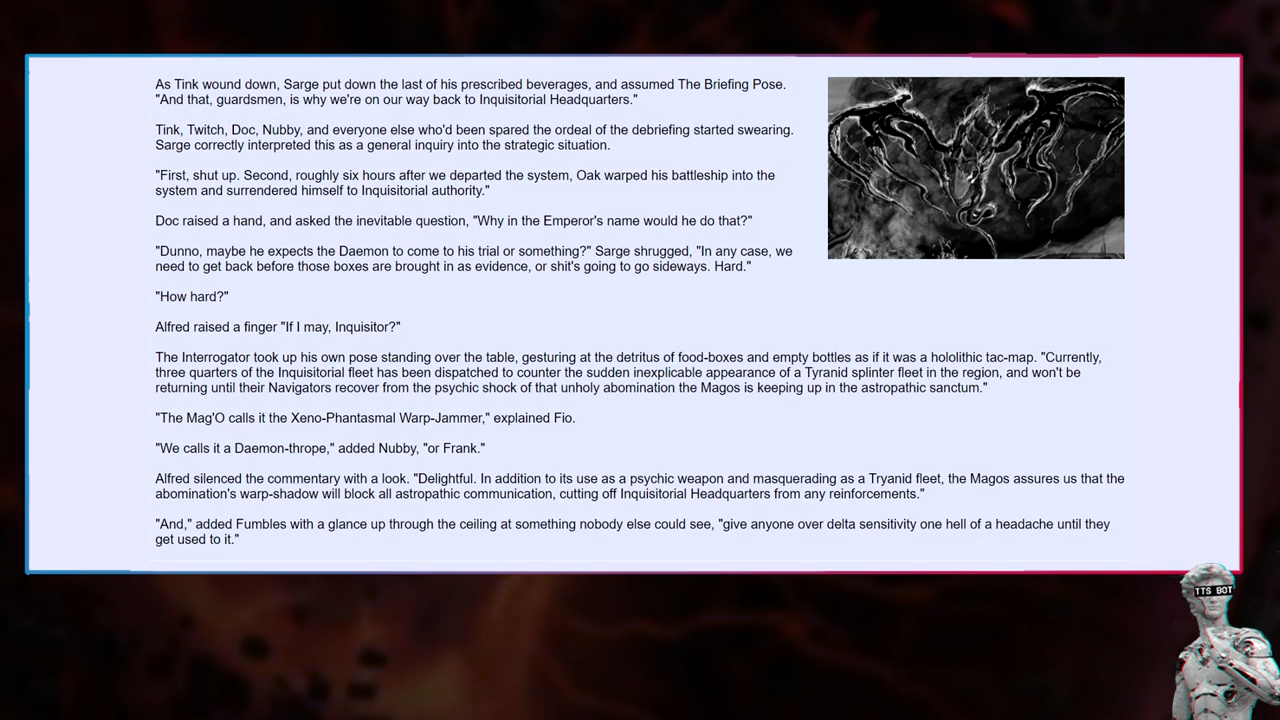 As Tink wound down, Sarge put down the last of his prescribed beverages, and assumed The Briefing Pose.
"And that, guardsmen, is why we're on our way back to Inquisitorial Headquarters."
Tink, Twitch, Doc, Nubby, and everyone else who'd been spared the ordeal of the debriefing started swearing.
Sarge correctly interpreted this as a general inquiry into the strategic situation.
"First, shut up. Second, roughly six hours after we departed the system, Oak warped his battleship into the
system and surrendered himself to Inquisitorial authority."
Doc raised a hand, and asked the inevitable question, "Why in the Emperor's name would he do that?"
"Dunno, maybe he expects the Daemon to come to his trial or something?" Sarge shrugged, "In any case, we
need to get back before those boxes are brought in as evidence, or shit's going to go sideways. Hard."
"How hard?"
Alfred raised a finger "If I may, Inquisitor?"
The Interrogator took up his own pose standing over the table, gesturing at the detritus of food-boxes and empty bottles as if it was a hololithic tac-map. "Currently,
three quarters of the Inquisitorial fleet has been dispatched to counter the sudden inexplicable appearance of a Tyranid splinter fleet in the region, and won't be
returning until their Navigators recover from the psychic shock of that unholy abomination the Magos is keeping up in the astropathic sanctum."
"The Mag'O calls it the Xeno-Phantasmal Warp-Jammer," explained Fio.
"We calls it a Daemon-thrope," added Nubby, "or Frank."
Alfred silenced the commentary with a look. "Delightful. In addition to its use as a psychic weapon and masquerading as a Tryanid fleet, the Magos assures us that the
abomination's warp-shadow will block all astropathic communication, cutting off Inquisitorial Headquarters from any reinforcements."
"And," added Fumbles with a glance up through the ceiling at something nobody else could see, "give anyone over delta sensitivity one hell of a headache until they
get used to it."
TTS BOT